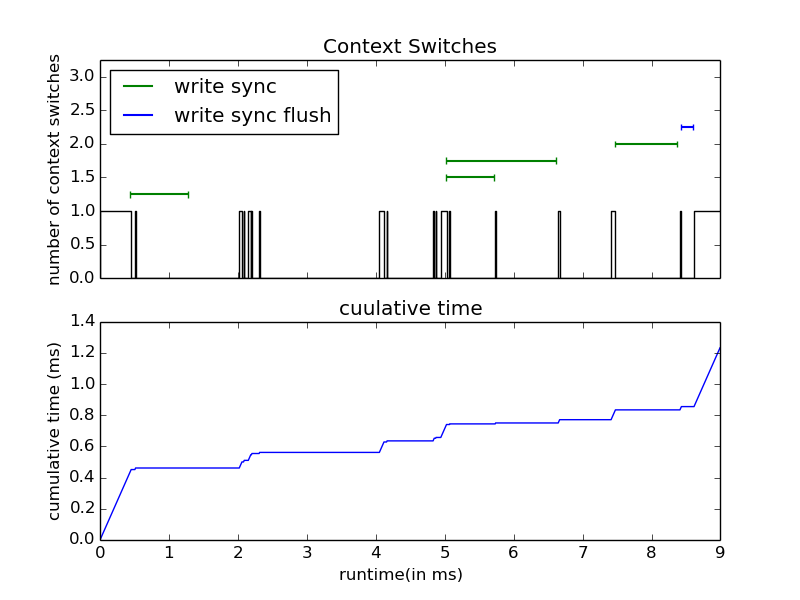 Context Switches
number of context switches
3.0
2.5
2.0
1.5
1.0
0.5
0.0
write sync
write sync flush
cuulative time
cumulative time (ms)
1.4
1.2
1.0
0.8
0.6
0.4
0.2
0.0
0 1 2 3 4 5 6 7 8 9
runtime(in ms)